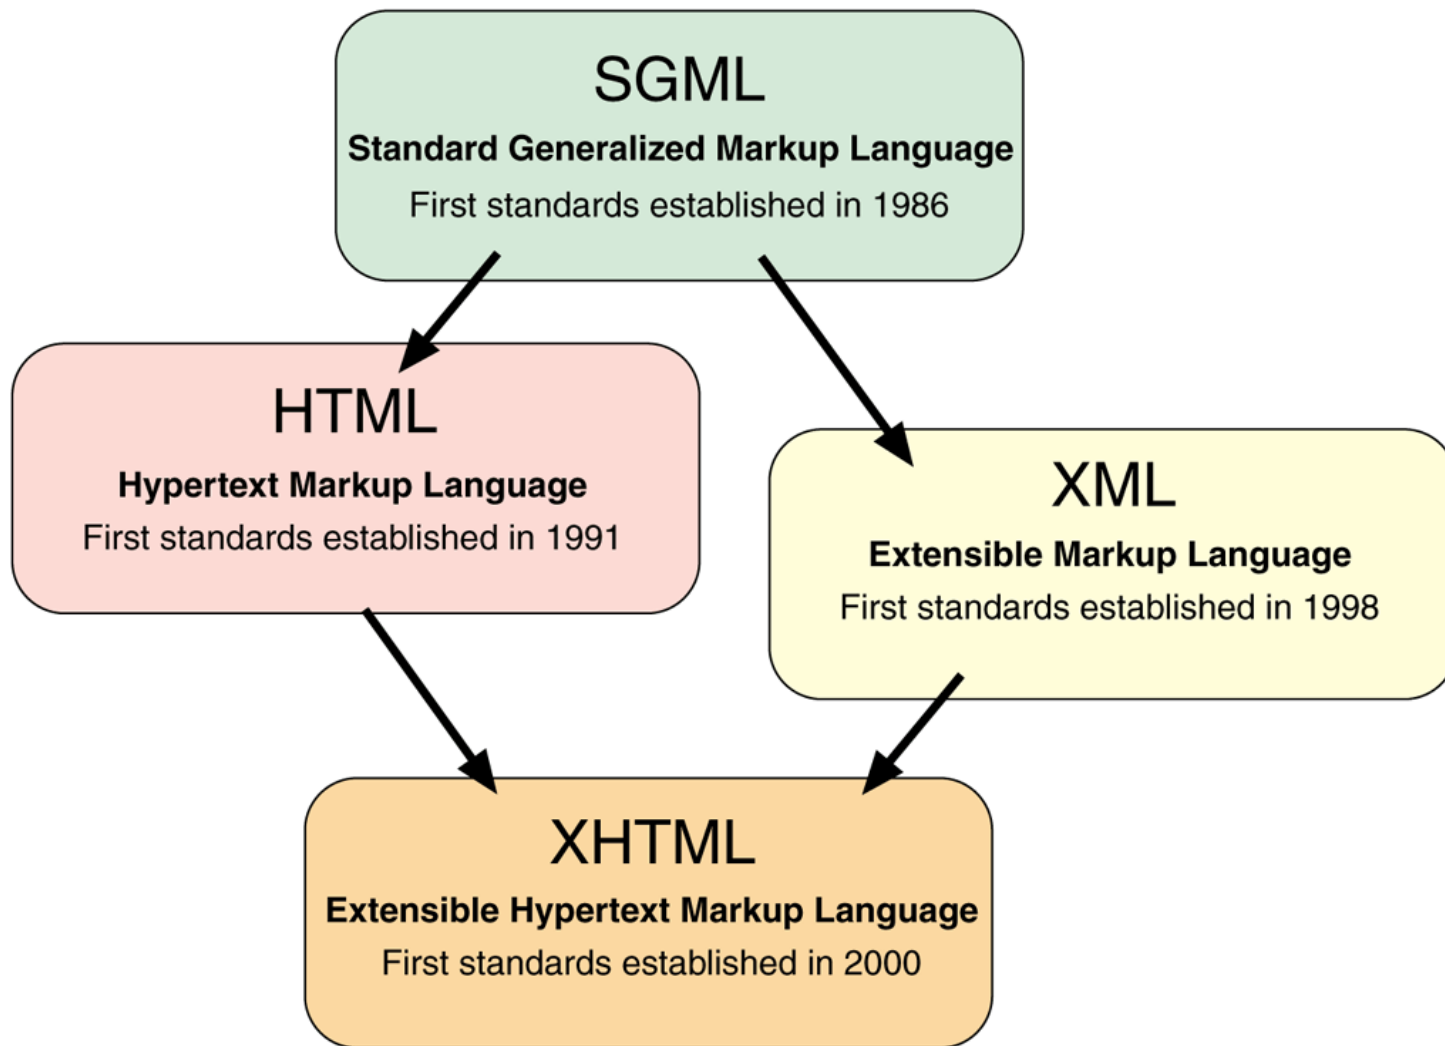 SGML
Standard Generalized Markup Language
First standards established in 1986
HTML
Hypertext Markup Language
First standards established in 1991
XML
Extensible Markup Language
First standards established in 1998
XHTML
Extensible Hypertext Markup Language
First standards established in 2000